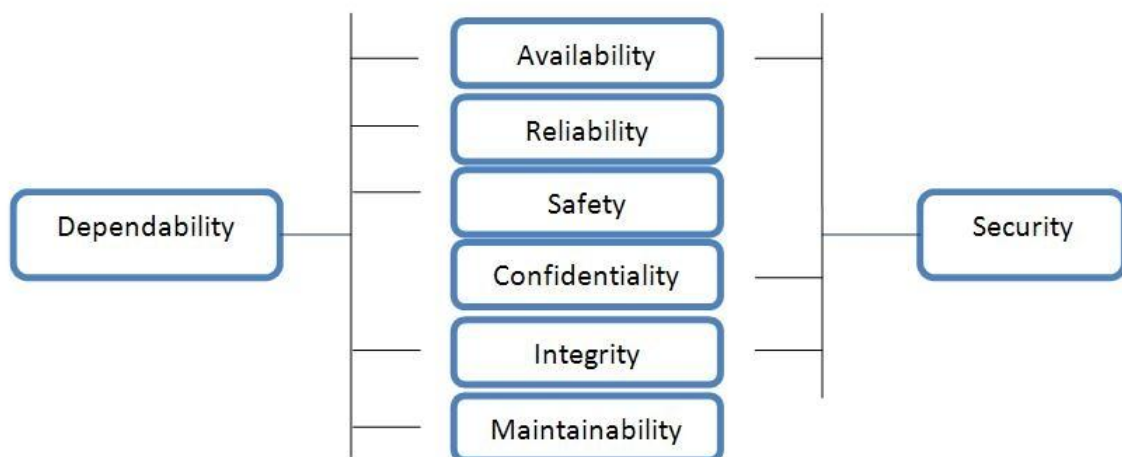 Availability
Reliability
Safety
Dependability
Security
Confidentiality
Integrity
Maintainability